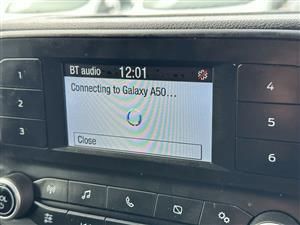 BT audio 12:01
1 Connecting to Galaxy A50... 4
2 5
3 Close 6